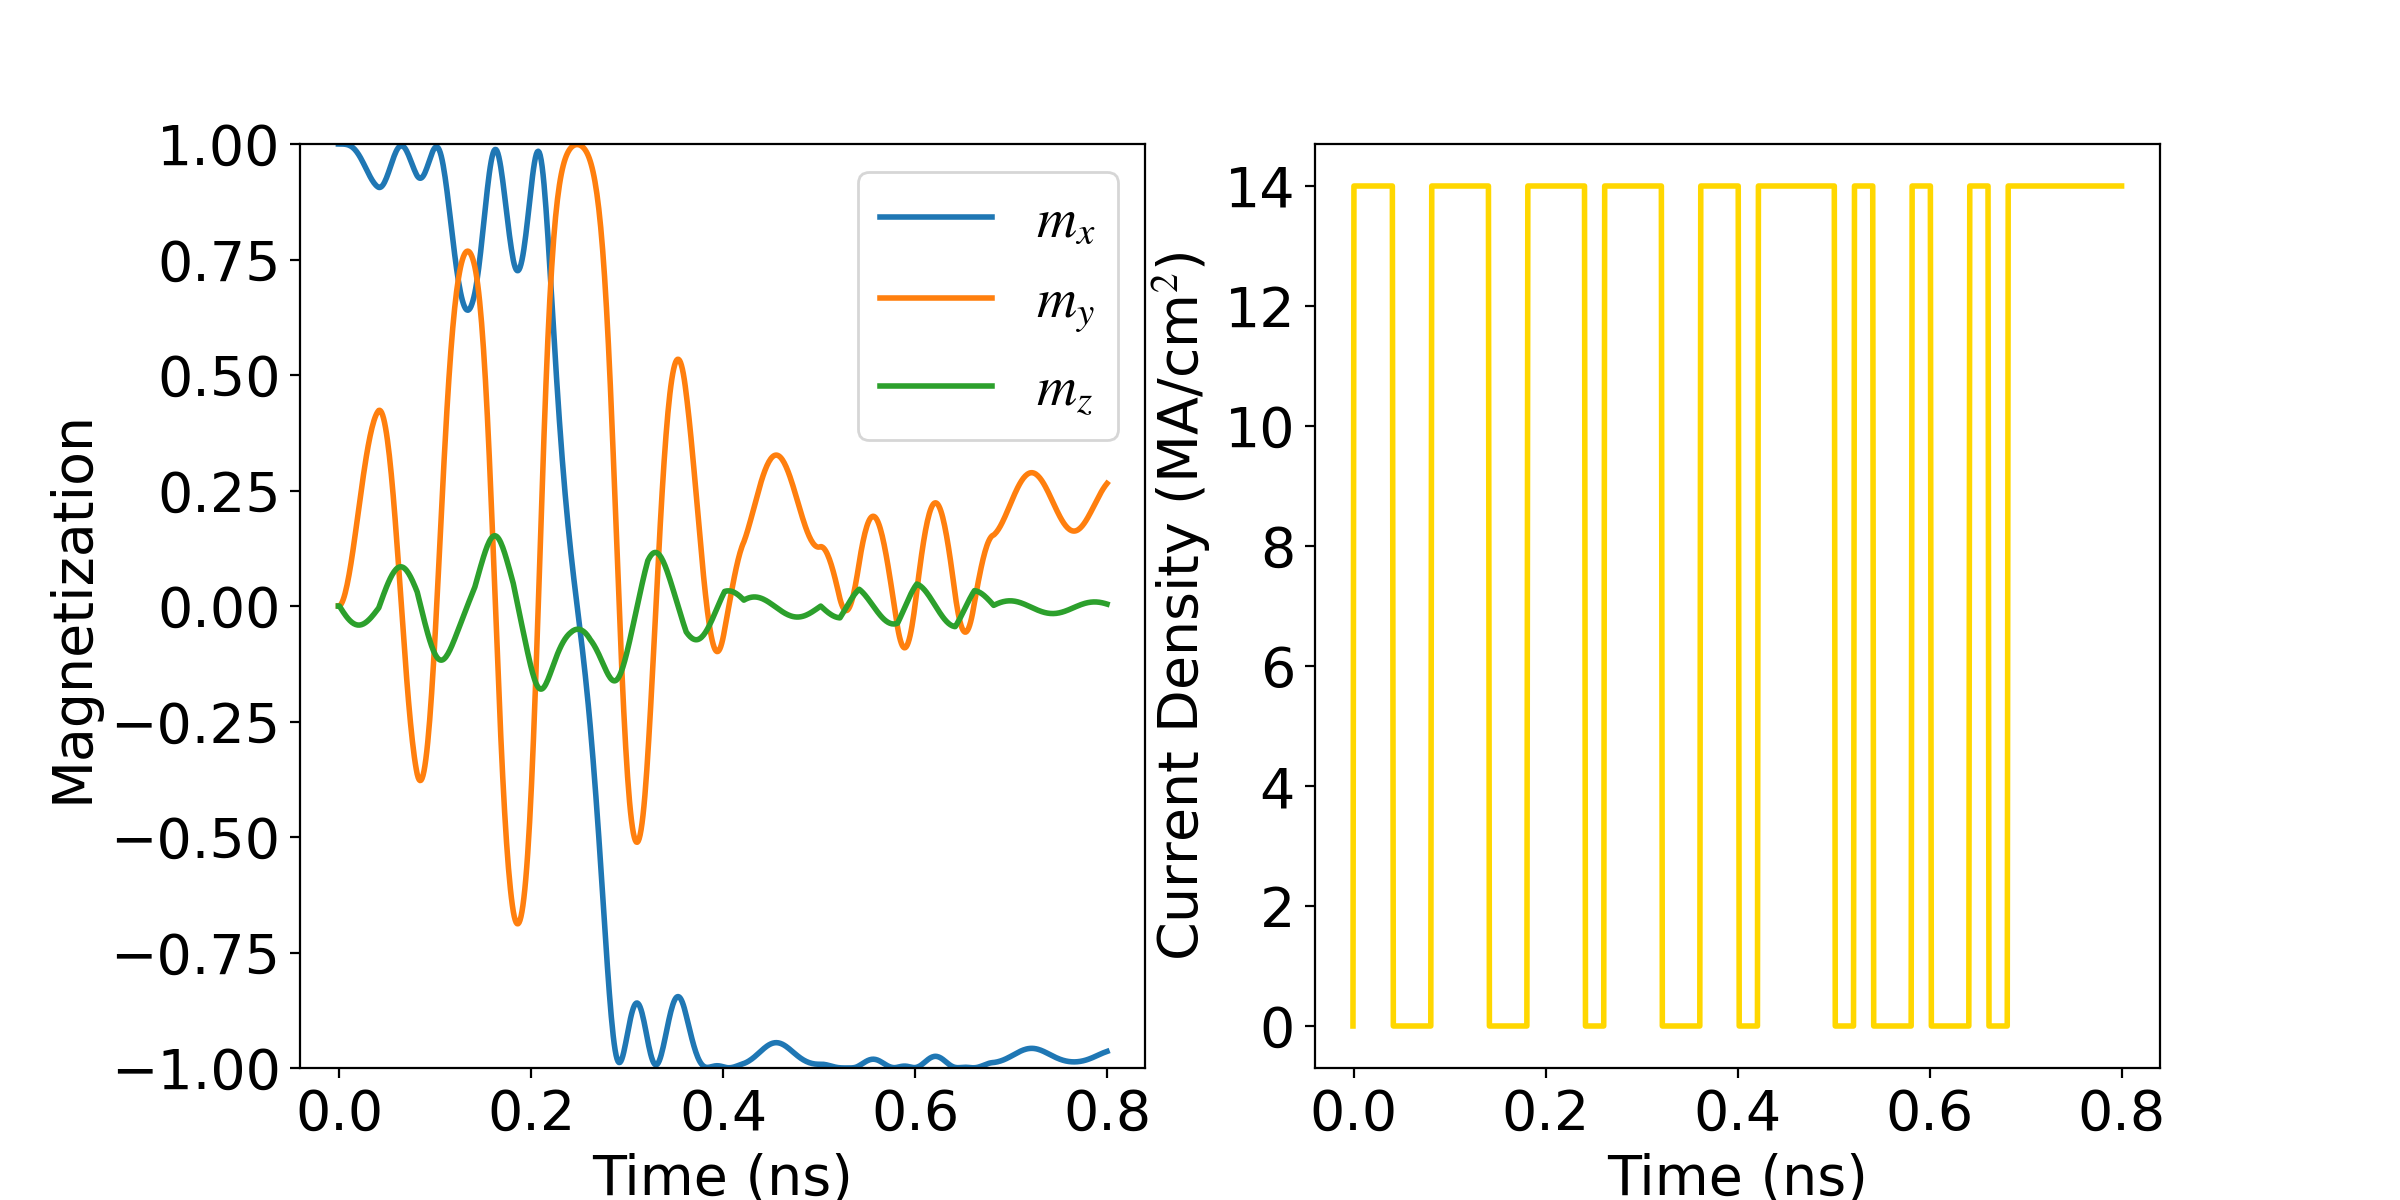 Magnetization
1.00
0.75
0.50
0.25
0.00
−0.25
−0.50
−0.75
−1.00
0.0 0.2 0.4 0.6 0.8
Time (ns)
m_x
m_y
m_z
Current Density (MA/cm²)
14
12
10
8
6
4
2
0
0.0 0.2 0.4 0.6 0.8
Time (ns)